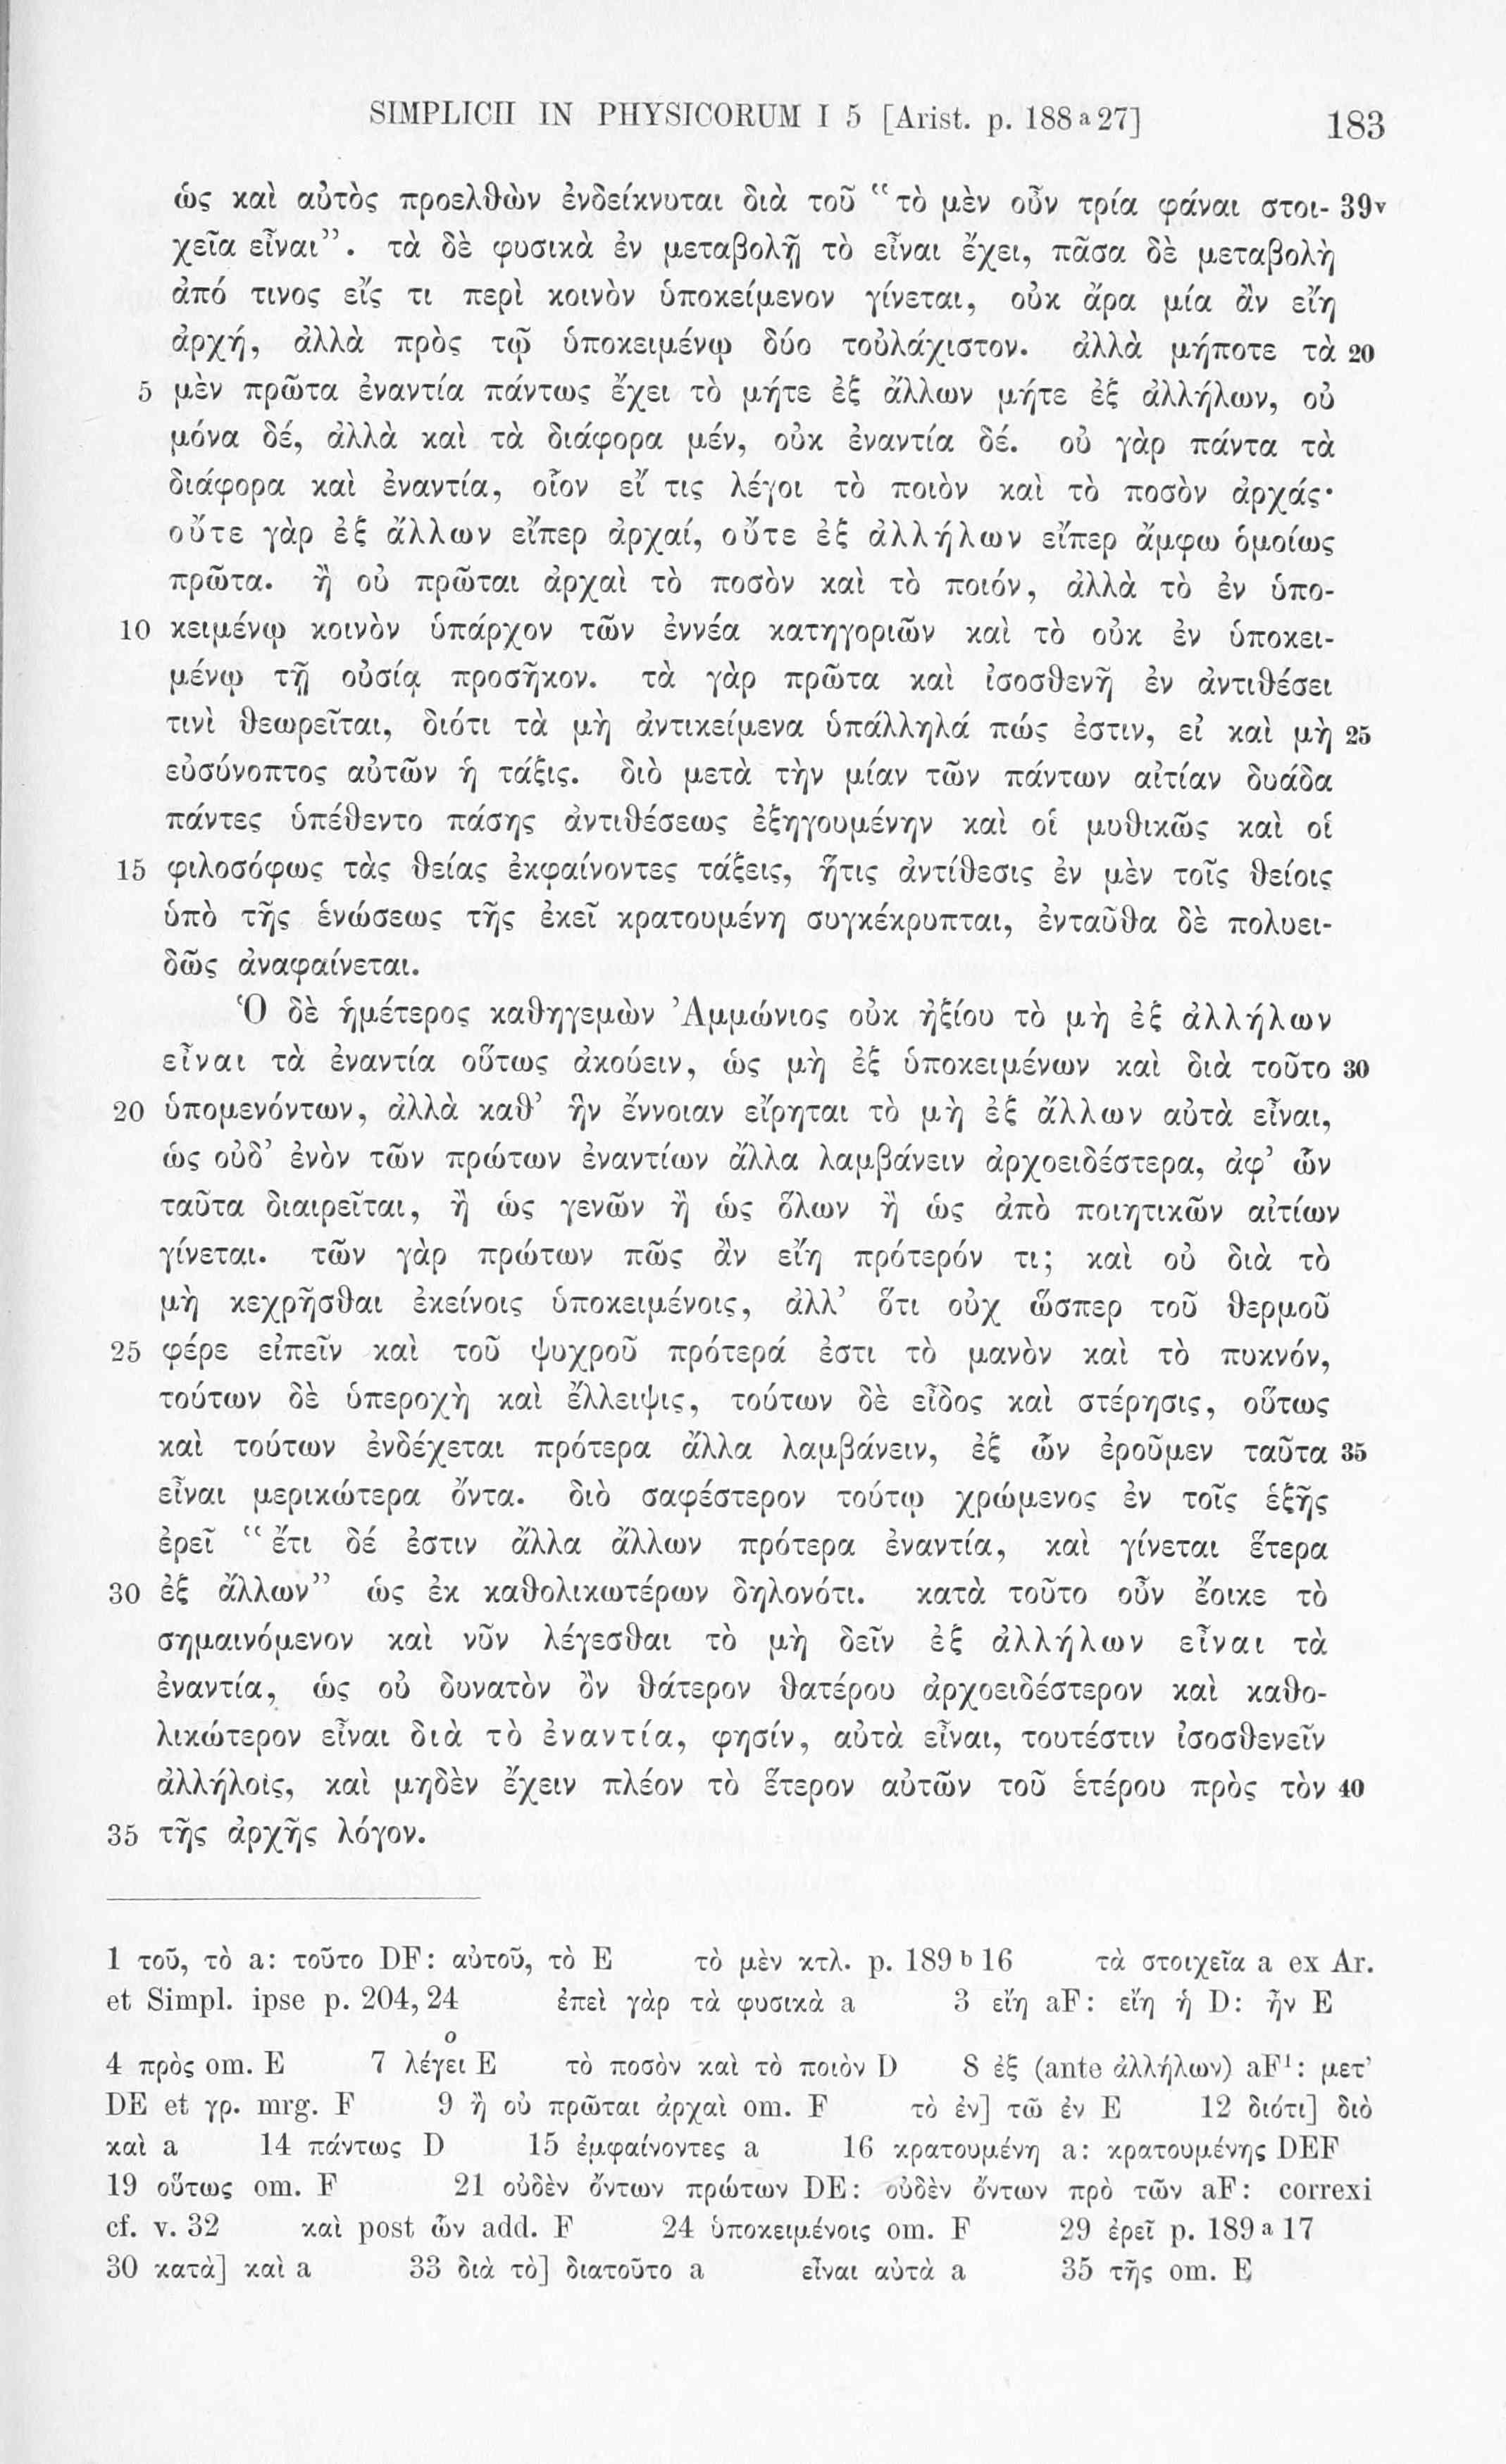 SIMPLICII IN PHYSICORUM I 5 [Arist. p. 188 a 27] 183
ὡς καὶ αὐτὸς προελθὼν ἐνδείκνυται διὰ τοῦ “τὸ μὲν οὖν τρία φάναι στοι- 39v
χεῖα εἶναι”. τὰ δὲ φυσικὰ ἐν μεταβολῇ τὸ εἶναι ἔχει, πᾶσα δὲ μεταβολὴ
ἀπό τινος εἴς τι περὶ κοινὸν ὑποκείμενον γίνεται, οὐκ ἄρα μία ἂν εἴη
ἀρχή, ἀλλὰ πρὸς τῷ ὑποκειμένῳ δύο τοὐλάχιστον. ἀλλὰ μήποτε τὰ 20
5 μὲν πρῶτα ἐναντία πάντως ἔχει τὸ μήτε ἐξ ἄλλων μήτε ἐξ ἀλλήλων, οὐ
μόνα δέ, ἀλλὰ καὶ τὰ διάφορα μέν, οὐκ ἐναντία δέ. οὐ γὰρ πάντα τὰ
διάφορα καὶ ἐναντία, οἷον εἴ τις λέγοι τὸ ποιὸν καὶ τὸ ποσὸν ἀρχάς·
οὔτε γὰρ ἐξ ἄλλων εἴπερ ἀρχαί, οὔτε ἐξ ἀλλήλων εἴπερ ἄμφω ὁμοίως
πρῶτα. ἢ οὐ πρῶται ἀρχαὶ τὸ ποσὸν καὶ τὸ ποιόν, ἀλλὰ τὸ ἐν ὑπο-
10 κειμένῳ κοινὸν ὑπάρχον τῶν ἐννέα κατηγοριῶν καὶ τὸ οὐκ ἐν ὑποκει-
μένῳ τῇ οὐσίᾳ προσῆκον. τὰ γὰρ πρῶτα καὶ ἰσοσθενῆ ἐν ἀντιθέσει
τινὶ θεωρεῖται, διότι τὰ μὴ ἀντικείμενα ὑπάλληλά πώς ἐστιν, εἰ καὶ μὴ 25
εὐσύνοπτος αὐτῶν ἡ τάξις. διὸ μετὰ τὴν μίαν τῶν πάντων αἰτίαν δυάδα
πάντες ὑπέθεντο πάσης ἀντιθέσεως ἐξηγουμένην καὶ οἱ μυθικῶς καὶ οἱ
15 φιλοσόφως τὰς θείας ἐκφαίνοντες τάξεις, ἥτις ἀντίθεσις ἐν μὲν τοῖς θείοις
ὑπὸ τῆς ἑνώσεως τῆς ἐκεῖ κρατουμένη συγκέκρυπται, ἐνταῦθα δὲ πολυει-
δῶς ἀναφαίνεται.
Ὁ δὲ ἡμέτερος καθηγεμὼν Ἀμμώνιος οὐκ ἠξίου τὸ μὴ ἐξ ἀλλήλων
εἶναι τὰ ἐναντία οὕτως ἀκούειν, ὡς μὴ ἐξ ὑποκειμένων καὶ διὰ τοῦτο 30
20 ὑπομενόντων, ἀλλὰ καθ’ ἣν ἔννοιαν εἴρηται τὸ μὴ ἐξ ἄλλων αὐτὰ εἶναι,
ὡς οὐδ’ ἐνὸν τῶν πρώτων ἐναντίων ἄλλα λαμβάνειν ἀρχοειδέστερα, ἀφ’ ὧν
ταῦτα διαιρεῖται, ἢ ὡς γενῶν ἢ ὡς ὅλων ἢ ὡς ἀπὸ ποιητικῶν αἰτίων
γίνεται. τῶν γὰρ πρώτων πῶς ἂν εἴη πρότερόν τι; καὶ οὐ διὰ τὸ
μὴ κεχρῆσθαι ἐκείνοις ὑποκειμένοις, ἀλλ’ ὅτι οὐχ ὥσπερ τοῦ θερμοῦ
25 φέρε εἰπεῖν καὶ τοῦ ψυχροῦ πρότερά ἐστι τὸ μανὸν καὶ τὸ πυκνόν,
τούτων δὲ ὑπεροχὴ καὶ ἔλλειψις, τούτων δὲ εἶδος καὶ στέρησις, οὕτως
καὶ τούτων ἐνδέχεται πρότερα ἄλλα λαμβάνειν, ἐξ ὧν ἐροῦμεν ταῦτα 35
εἶναι μερικώτερα ὄντα. διὸ σαφέστερον τούτῳ χρώμενος ἐν τοῖς ἑξῆς
ἐρεῖ “ἔτι δέ ἐστιν ἄλλα ἄλλων πρότερα ἐναντία, καὶ γίνεται ἕτερα
30 ἐξ ἄλλων” ὡς ἐκ καθολικωτέρων δηλονότι. κατὰ τοῦτο οὖν ἔοικε τὸ
σημαινόμενον καὶ νῦν λέγεσθαι τὸ μὴ δεῖν ἐξ ἀλλήλων εἶναι τὰ
ἐναντία, ὡς οὐ δυνατὸν ὂν θάτερον θατέρου ἀρχοειδέστερον καὶ καθο-
λικώτερον εἶναι διὰ τὸ ἐναντία, φησίν, αὐτὰ εἶναι, τουτέστιν ἰσοσθενεῖν
ἀλλήλοις, καὶ μηδὲν ἔχειν πλέον τὸ ἕτερον αὐτῶν τοῦ ἑτέρου πρὸς τὸν 40
35 τῆς ἀρχῆς λόγον.
1 τοῦ, τὸ a: τοῦτο DF: αὐτοῦ, τὸ E τὸ μὲν κτλ. p. 189 b 16 τὰ στοιχεῖα a ex Ar.
et Simpl. ipse p. 204, 24 ἐπεὶ γὰρ τὰ φυσικὰ a 3 εἴη aF: εἴη ἡ D: ἦν E
ο
4 πρὸς om. E 7 λέγει E τὸ ποσὸν καὶ τὸ ποιὸν D 8 ἐξ (ante ἀλλήλων) aF¹: μετ’
DE et γρ. mrg. F 9 ἢ οὐ πρῶται ἀρχαὶ om. F τὸ ἐν] τῶ ἐν E 12 διότι] διὸ
καὶ a 14 πάντως D 15 ἐμφαίνοντες a 16 κρατουμένη a: κρατουμένης DEF
19 οὕτως om. F 21 οὐδὲν ὄντων πρώτων DE: οὐδὲν ὄντων πρὸ τῶν aF: correxi
cf. v. 32 καὶ post ὧν add. F 24 ὑποκειμένοις om. F 29 ἐρεῖ p. 189 a 17
30 κατὰ] καὶ a 33 διὰ τὸ] διατοῦτο a εἶναι αὐτὰ a 35 τῆς om. E